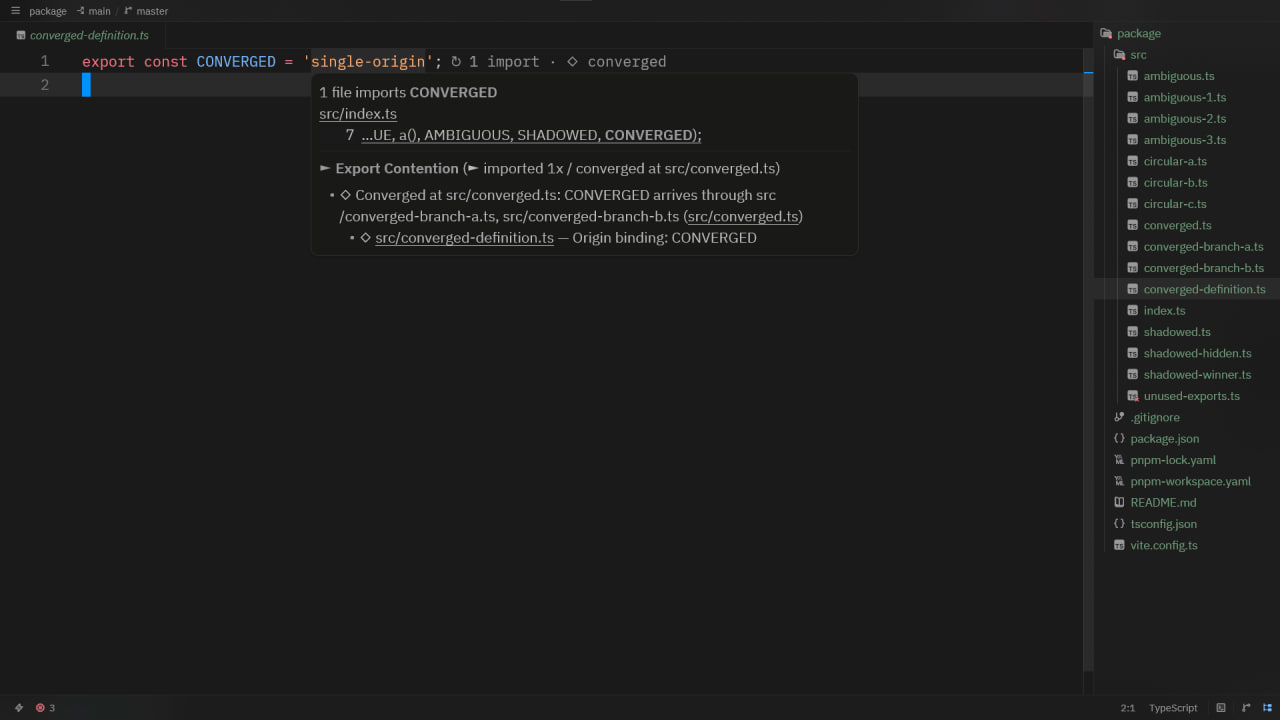 package main / master
converged-definition.ts
1 export const CONVERGED = 'single-origin'; ↻ 1 import · ◇ converged
2
1 file imports CONVERGED
src/index.ts
7 ...UE, a(), AMBIGUOUS, SHADOWED, CONVERGED);
► Export Contention (► imported 1x / converged at src/converged.ts)
• ◇ Converged at src/converged.ts: CONVERGED arrives through src
/converged-branch-a.ts, src/converged-branch-b.ts (src/converged.ts)
• ◇ src/converged-definition.ts — Origin binding: CONVERGED
package
src
ambiguous.ts
ambiguous-1.ts
ambiguous-2.ts
ambiguous-3.ts
circular-a.ts
circular-b.ts
circular-c.ts
converged.ts
converged-branch-a.ts
converged-branch-b.ts
converged-definition.ts
index.ts
shadowed.ts
shadowed-hidden.ts
shadowed-winner.ts
unused-exports.ts
.gitignore
package.json
pnpm-lock.yaml
pnpm-workspace.yaml
README.md
tsconfig.json
vite.config.ts
3
2:1 TypeScript